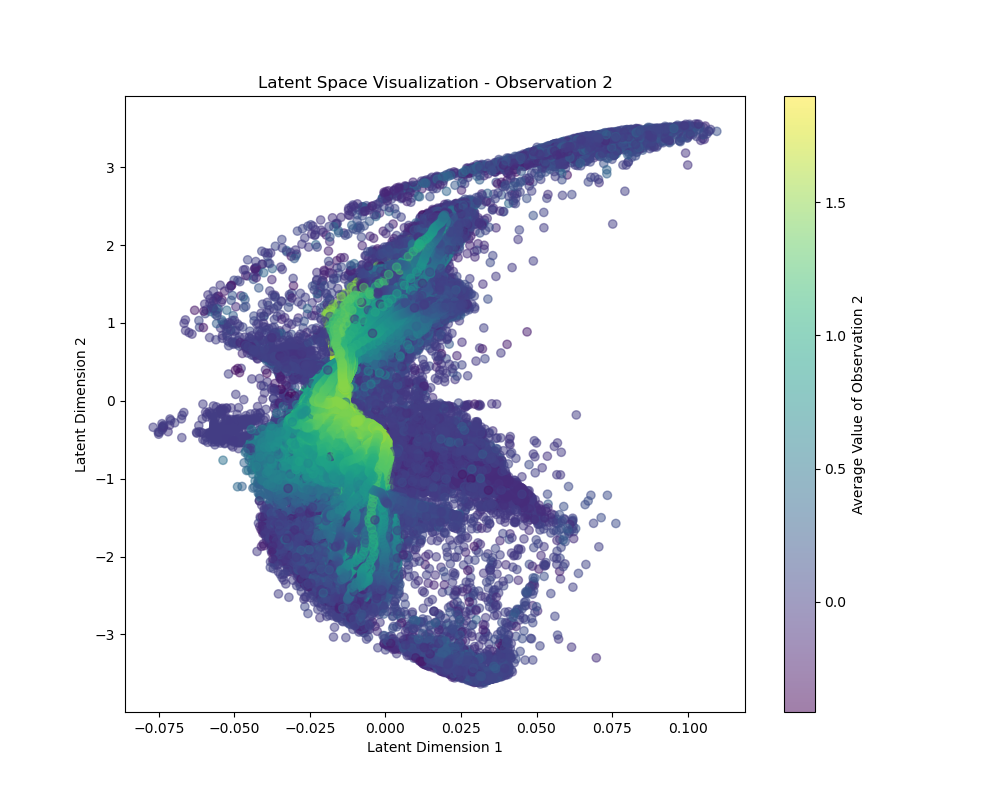 Latent Space Visualization - Observation 2
3
2
1
0
−1
−2
−3
Latent Dimension 2
−0.075 −0.050 −0.025 0.000 0.025 0.050 0.075 0.100
Latent Dimension 1
1.5
1.0
0.5
0.0
Average Value of Observation 2